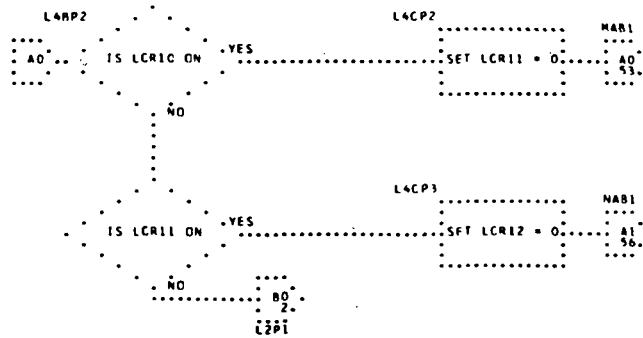 L4BP2 L4CP2 MAB1
A0 IS LCR10 ON YES SET LCR11 = 0 A0
53
NO
L4CP3 NAB1
IS LCR11 ON YES SET LCR12 = 0 A1
56
NO B0
2
L2P1